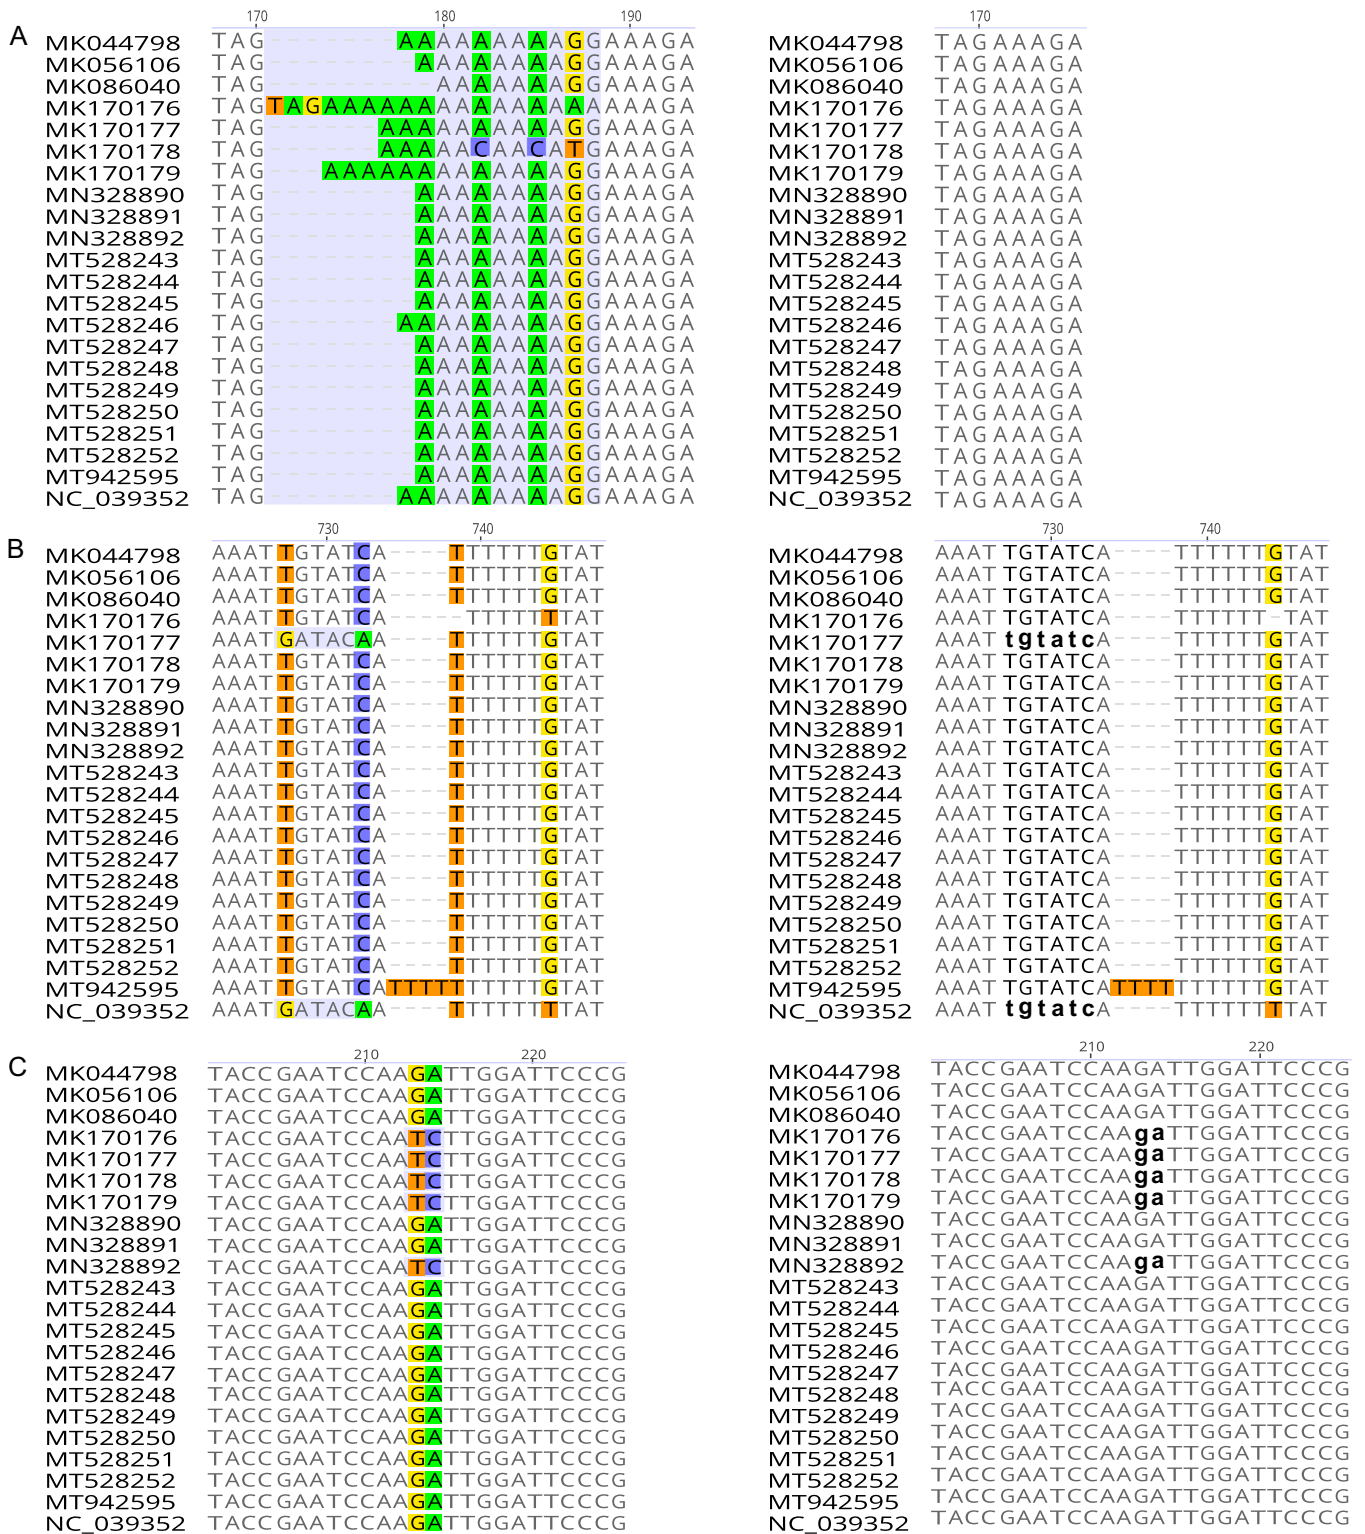 170 180 190 170
A
MK044798 TAG-------AAAAAAAAAGGAAAGA MK044798 TAGAAAGA
MK056106 TAG--------AAAAAAAAGGAAAGA MK056106 TAGAAAGA
MK086040 TAG---------AAAAAAAGGAAAGA MK086040 TAGAAAGA
MK170176 TAGTAGAAAAAAAAAAAAAAAAAAGA MK170176 TAGAAAGA
MK170177 TAG------AAAAAAAAAAGGAAAGA MK170177 TAGAAAGA
MK170178 TAG------AAAAACAACATGAAAGA MK170178 TAGAAAGA
MK170179 TAG---AAAAAAAAAAAAAGGAAAGA MK170179 TAGAAAGA
MN328890 TAG--------AAAAAAAAGGAAAGA MN328890 TAGAAAGA
MN328891 TAG--------AAAAAAAAGGAAAGA MN328891 TAGAAAGA
MN328892 TAG--------AAAAAAAAGGAAAGA MN328892 TAGAAAGA
MT528243 TAG--------AAAAAAAAGGAAAGA MT528243 TAGAAAGA
MT528244 TAG--------AAAAAAAAGGAAAGA MT528244 TAGAAAGA
MT528245 TAG--------AAAAAAAAGGAAAGA MT528245 TAGAAAGA
MT528246 TAG-------AAAAAAAAAGGAAAGA MT528246 TAGAAAGA
MT528247 TAG--------AAAAAAAAGGAAAGA MT528247 TAGAAAGA
MT528248 TAG--------AAAAAAAAGGAAAGA MT528248 TAGAAAGA
MT528249 TAG--------AAAAAAAAGGAAAGA MT528249 TAGAAAGA
MT528250 TAG--------AAAAAAAAGGAAAGA MT528250 TAGAAAGA
MT528251 TAG--------AAAAAAAAGGAAAGA MT528251 TAGAAAGA
MT528252 TAG--------AAAAAAAAGGAAAGA MT528252 TAGAAAGA
MT942595 TAG--------AAAAAAAAGGAAAGA MT942595 TAGAAAGA
NC_039352 TAG-------AAAAAAAAAGGAAAGA NC_039352 TAGAAAGA
730 740 730 740
B
MK044798 AAATTGTATCA----TTTTTTGTAT MK044798 AAATTGTATCA----TTTTTTGTAT
MK056106 AAATTGTATCA----TTTTTTGTAT MK056106 AAATTGTATCA----TTTTTTGTAT
MK086040 AAATTGTATCA----TTTTTTGTAT MK086040 AAATTGTATCA----TTTTTTGTAT
MK170176 AAATTGTATCA-----TTTTTTTAT MK170176 AAATTGTATCA----TTTTTT-TAT
MK170177 AAATGATACAA----TTTTTTGTAT MK170177 AAATtgtatcA----TTTTTTGTAT
MK170178 AAATTGTATCA----TTTTTTGTAT MK170178 AAATTGTATCA----TTTTTTGTAT
MK170179 AAATTGTATCA----TTTTTTGTAT MK170179 AAATTGTATCA----TTTTTTGTAT
MN328890 AAATTGTATCA----TTTTTTGTAT MN328890 AAATTGTATCA----TTTTTTGTAT
MN328891 AAATTGTATCA----TTTTTTGTAT MN328891 AAATTGTATCA----TTTTTTGTAT
MN328892 AAATTGTATCA----TTTTTTGTAT MN328892 AAATTGTATCA----TTTTTTGTAT
MT528243 AAATTGTATCA----TTTTTTGTAT MT528243 AAATTGTATCA----TTTTTTGTAT
MT528244 AAATTGTATCA----TTTTTTGTAT MT528244 AAATTGTATCA----TTTTTTGTAT
MT528245 AAATTGTATCA----TTTTTTGTAT MT528245 AAATTGTATCA----TTTTTTGTAT
MT528246 AAATTGTATCA----TTTTTTGTAT MT528246 AAATTGTATCA----TTTTTTGTAT
MT528247 AAATTGTATCA----TTTTTTGTAT MT528247 AAATTGTATCA----TTTTTTGTAT
MT528248 AAATTGTATCA----TTTTTTGTAT MT528248 AAATTGTATCA----TTTTTTGTAT
MT528249 AAATTGTATCA----TTTTTTGTAT MT528249 AAATTGTATCA----TTTTTTGTAT
MT528250 AAATTGTATCA----TTTTTTGTAT MT528250 AAATTGTATCA----TTTTTTGTAT
MT528251 AAATTGTATCA----TTTTTTGTAT MT528251 AAATTGTATCA----TTTTTTGTAT
MT528252 AAATTGTATCA----TTTTTTGTAT MT528252 AAATTGTATCA----TTTTTTGTAT
MT942595 AAATTGTATCATTTTTTTTTTGTAT MT942595 AAATTGTATCATTTTTTTTTTGTAT
NC_039352 AAATGATACAA----TTTTTTTTAT NC_039352 AAATtgtatcA----TTTTTTTTAT
210 220 210 220
C
MK044798 TACCGAATCCAAGATTGGATTCCCG MK044798 TACCGAATCCAAGATTGGATTCCCG
MK056106 TACCGAATCCAAGATTGGATTCCCG MK056106 TACCGAATCCAAGATTGGATTCCCG
MK086040 TACCGAATCCAAGATTGGATTCCCG MK086040 TACCGAATCCAAGATTGGATTCCCG
MK170176 TACCGAATCCAATCTTGGATTCCCG MK170176 TACCGAATCCAAgaTTGGATTCCCG
MK170177 TACCGAATCCAATCTTGGATTCCCG MK170177 TACCGAATCCAAgaTTGGATTCCCG
MK170178 TACCGAATCCAATCTTGGATTCCCG MK170178 TACCGAATCCAAgaTTGGATTCCCG
MK170179 TACCGAATCCAATCTTGGATTCCCG MK170179 TACCGAATCCAAgaTTGGATTCCCG
MN328890 TACCGAATCCAAGATTGGATTCCCG MN328890 TACCGAATCCAAGATTGGATTCCCG
MN328891 TACCGAATCCAAGATTGGATTCCCG MN328891 TACCGAATCCAAGATTGGATTCCCG
MN328892 TACCGAATCCAATCTTGGATTCCCG MN328892 TACCGAATCCAAgaTTGGATTCCCG
MT528243 TACCGAATCCAAGATTGGATTCCCG MT528243 TACCGAATCCAAGATTGGATTCCCG
MT528244 TACCGAATCCAAGATTGGATTCCCG MT528244 TACCGAATCCAAGATTGGATTCCCG
MT528245 TACCGAATCCAAGATTGGATTCCCG MT528245 TACCGAATCCAAGATTGGATTCCCG
MT528246 TACCGAATCCAAGATTGGATTCCCG MT528246 TACCGAATCCAAGATTGGATTCCCG
MT528247 TACCGAATCCAAGATTGGATTCCCG MT528247 TACCGAATCCAAGATTGGATTCCCG
MT528248 TACCGAATCCAAGATTGGATTCCCG MT528248 TACCGAATCCAAGATTGGATTCCCG
MT528249 TACCGAATCCAAGATTGGATTCCCG MT528249 TACCGAATCCAAGATTGGATTCCCG
MT528250 TACCGAATCCAAGATTGGATTCCCG MT528250 TACCGAATCCAAGATTGGATTCCCG
MT528251 TACCGAATCCAAGATTGGATTCCCG MT528251 TACCGAATCCAAGATTGGATTCCCG
MT528252 TACCGAATCCAAGATTGGATTCCCG MT528252 TACCGAATCCAAGATTGGATTCCCG
MT942595 TACCGAATCCAAGATTGGATTCCCG MT942595 TACCGAATCCAAGATTGGATTCCCG
NC_039352 TACCGAATCCAAGATTGGATTCCCG NC_039352 TACCGAATCCAAGATTGGATTCCCG